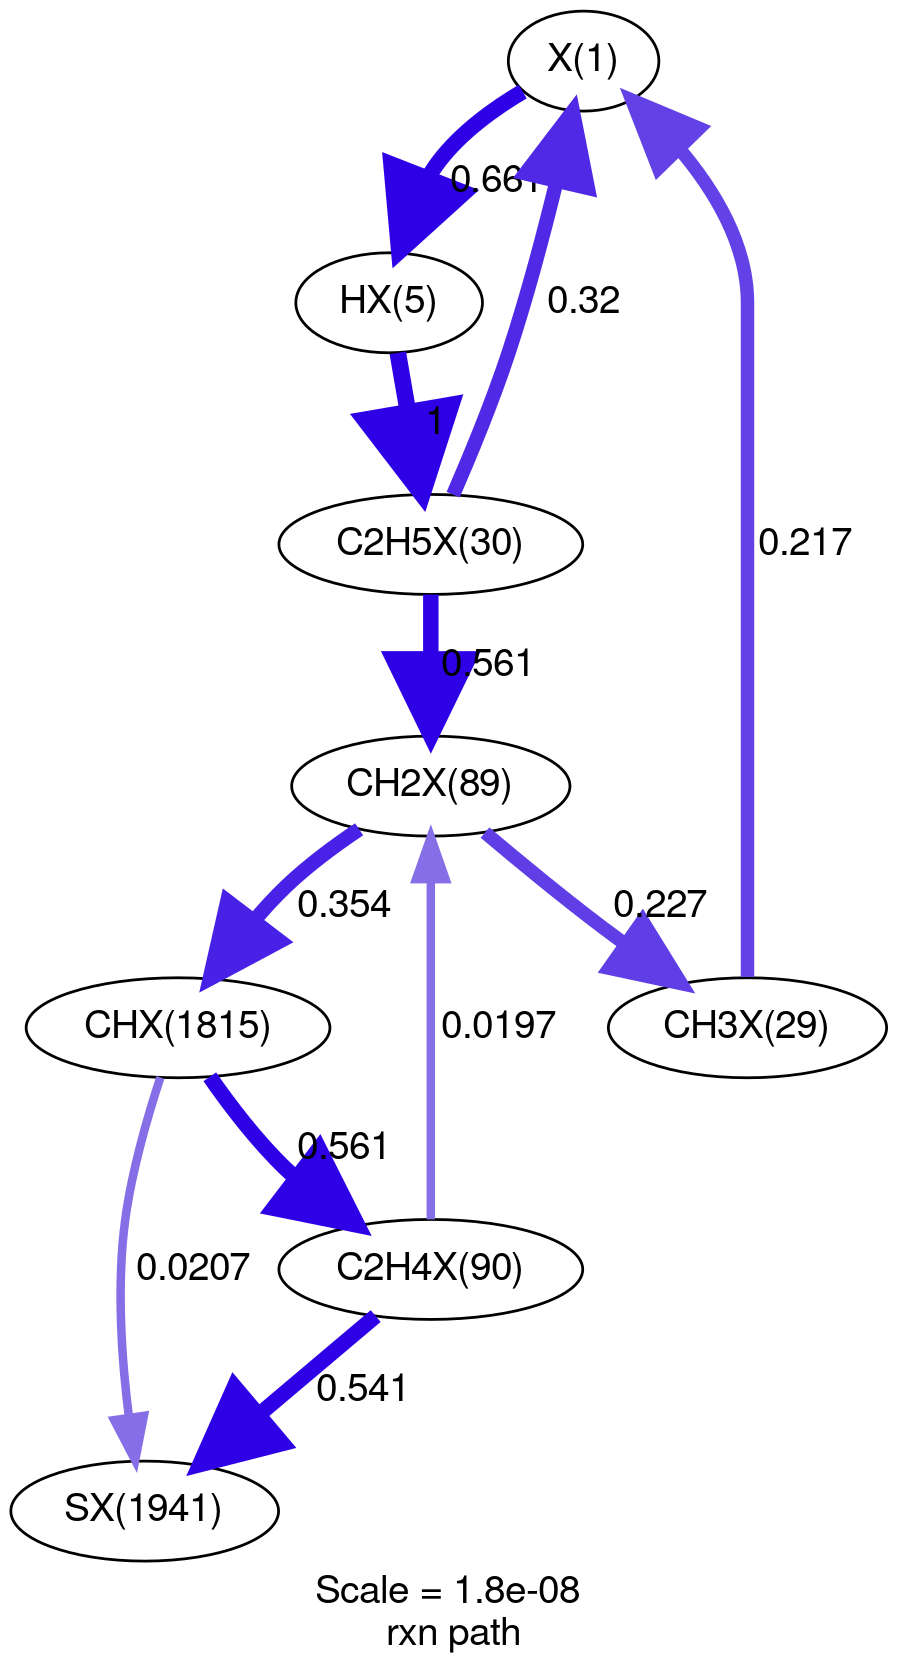 X(1)
0.661
HX(5)
0.32
1
C2H5X(30)
0.217
0.561
CH2X(89)
0.354
0.227
CHX(1815)
0.0197
CH3X(29)
0.561
0.0207
C2H4X(90)
0.541
SX(1941)
Scale = 1.8e-08
rxn path